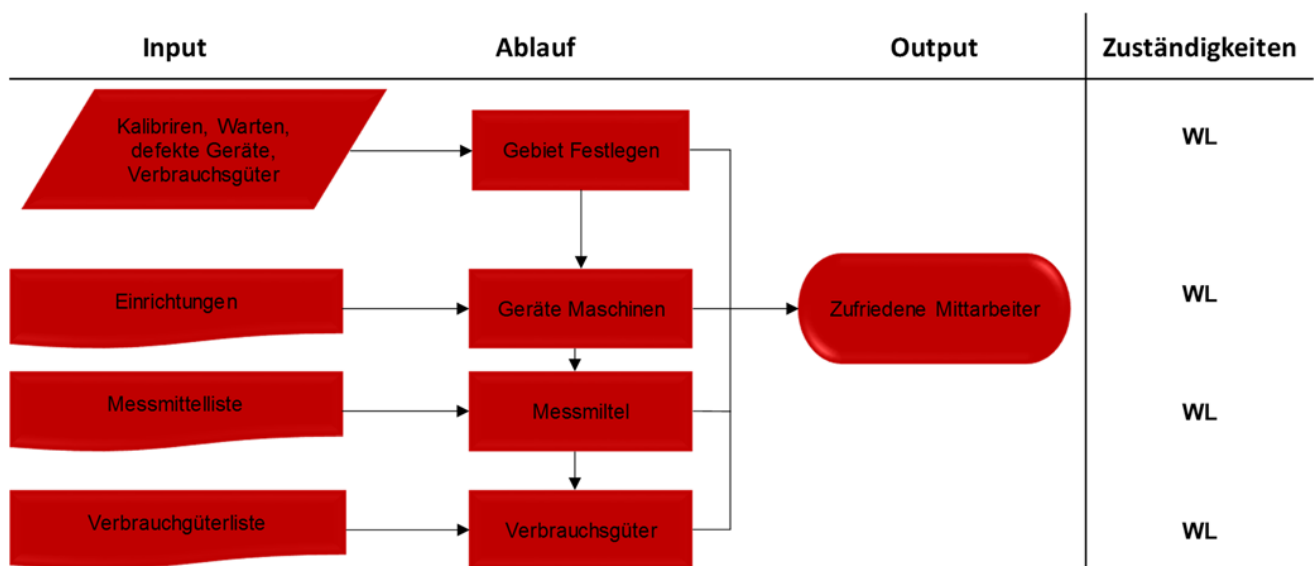 Input
Ablauf
Output
Zuständigkeiten
Kalibriren, Warten,
defekte Geräte,
Verbrauchsgüter
Gebiet Festlegen
WL
Einrichtungen
Geräte Maschinen
Zufriedene Mittarbeiter
WL
Messmittelliste
Messmiltel
WL
Verbrauchgüterliste
Verbrauchsgüter
WL